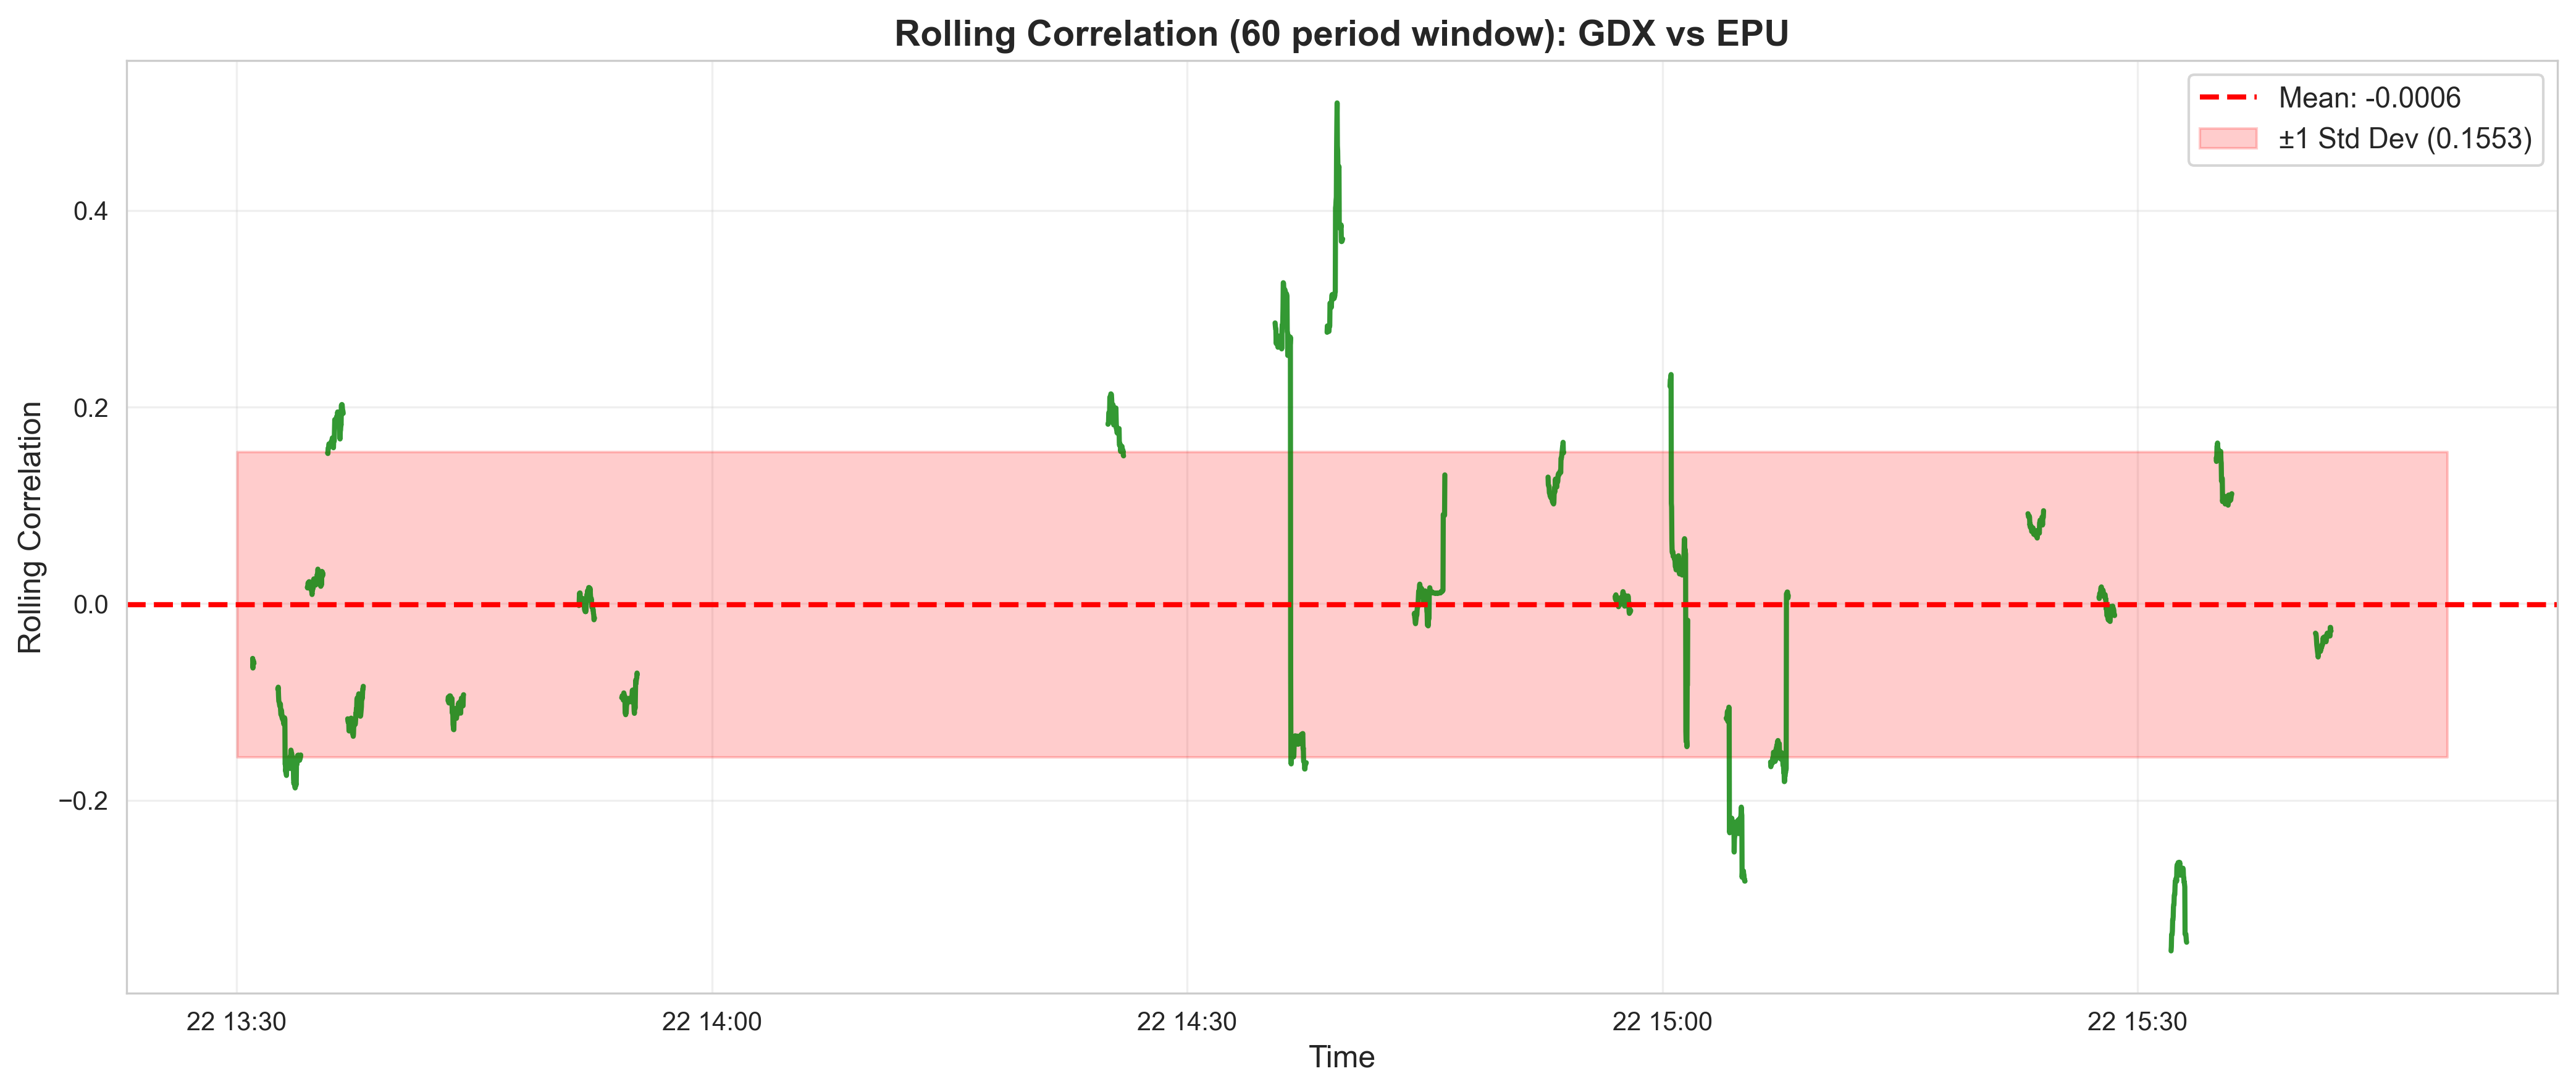 Rolling Correlation (60 period window): GDX vs EPU
Mean: -0.0006
±1 Std Dev (0.1553)
Rolling Correlation
0.4
0.2
0.0
−0.2
22 13:30
22 14:00
22 14:30
22 15:00
22 15:30
Time